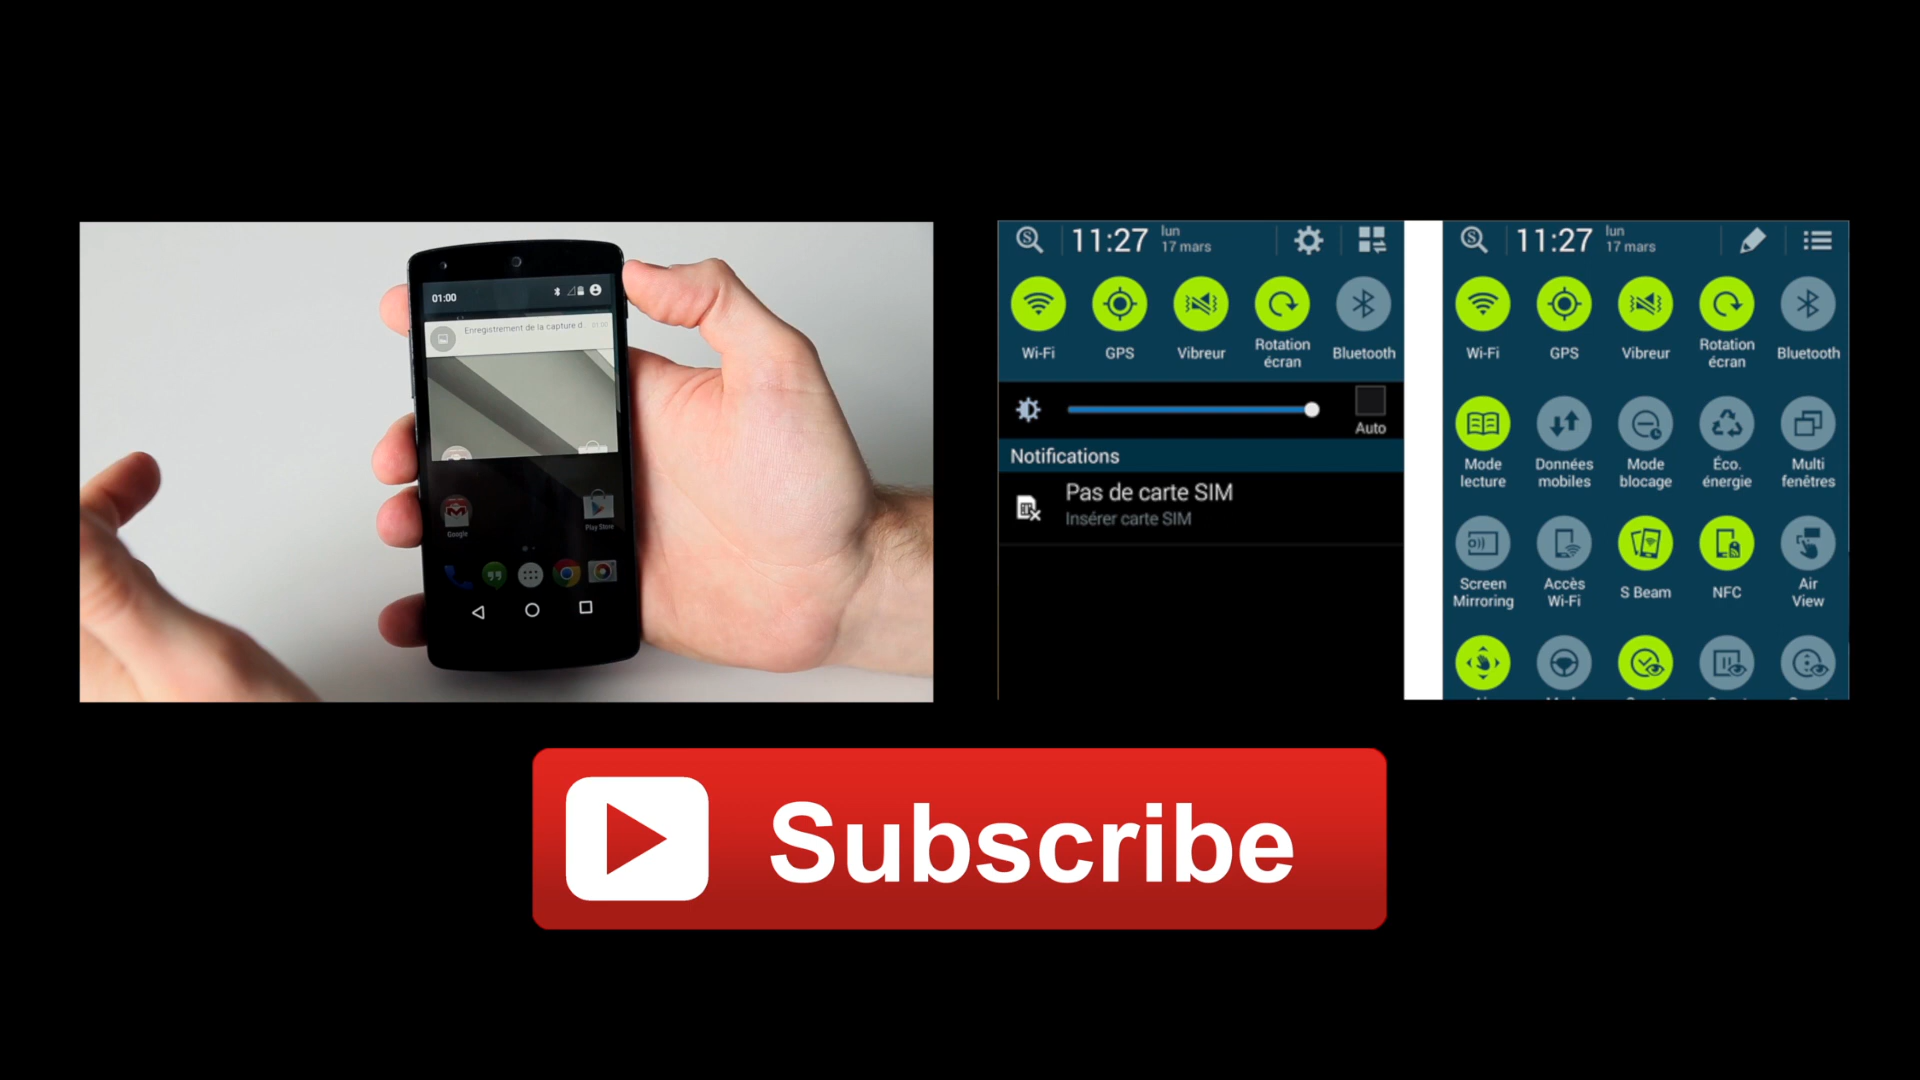 01:00
Enregistrement de la capture d... 01:00
Google
Play Store
11:27
lun
17 mars
Wi-Fi
GPS
Vibreur
Rotation
écran
Bluetooth
Auto
Notifications
Pas de carte SIM
Insérer carte SIM
11:27
lun
17 mars
Wi-Fi
GPS
Vibreur
Rotation
écran
Bluetooth
Mode
lecture
Données
mobiles
Mode
blocage
Éco.
énergie
Multi
fenêtres
Screen
Mirroring
Accès
Wi-Fi
S Beam
NFC
Air
View
Subscribe